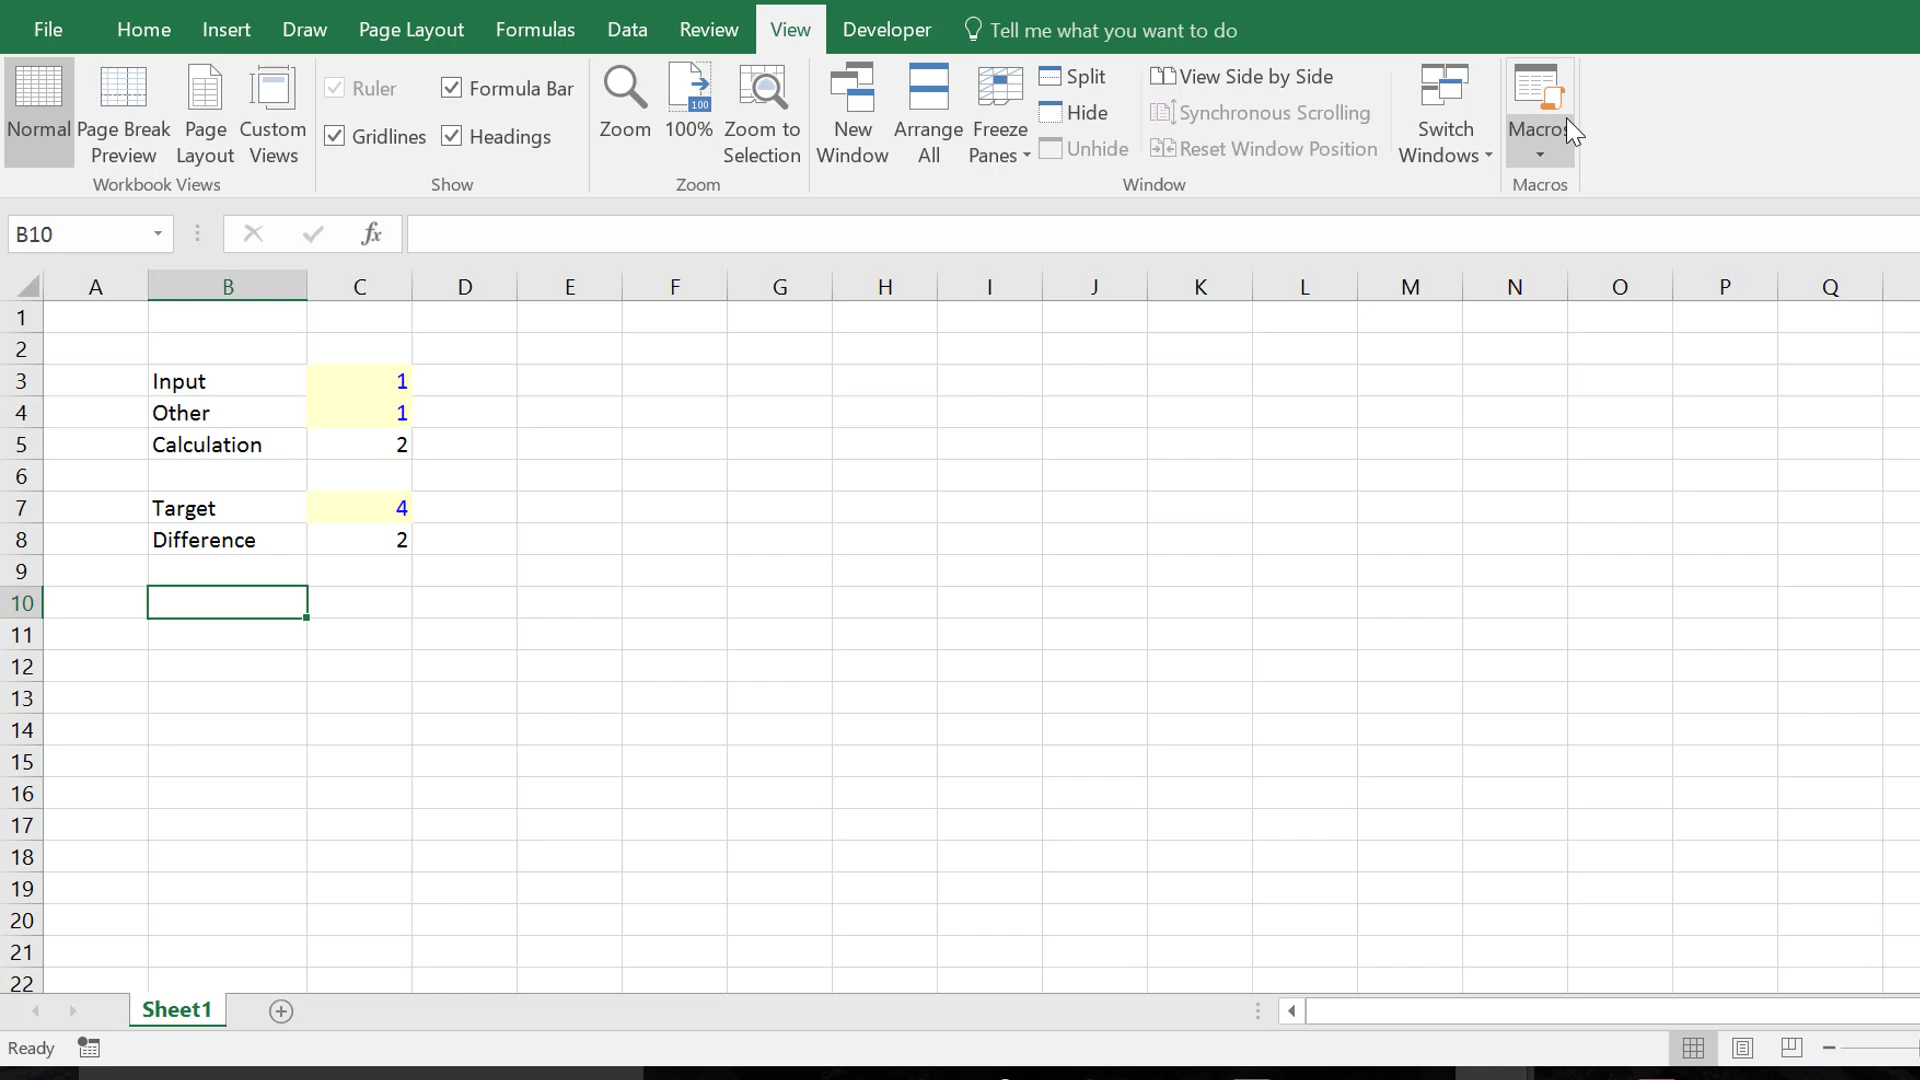 File Home Insert Draw Page Layout Formulas Data Review View Developer Tell me what you want to do
Normal
Page Break Preview
Page Layout
Custom Views
Workbook Views
Ruler
Formula Bar
Gridlines
Headings
Show
Zoom
100
100%
Zoom to Selection
Zoom
New Window
Arrange All
Freeze Panes
Split
Hide
Unhide
View Side by Side
Synchronous Scrolling
Reset Window Position
Switch Windows
Window
Macros
Macros
B10 fx
A B C D E F G H I J K L M N O P Q
1
2
3 Input 1
4 Other 1
5 Calculation 2
6
7 Target 4
8 Difference 2
9
10
11
12
13
14
15
16
17
18
19
20
21
22
Sheet1
Ready